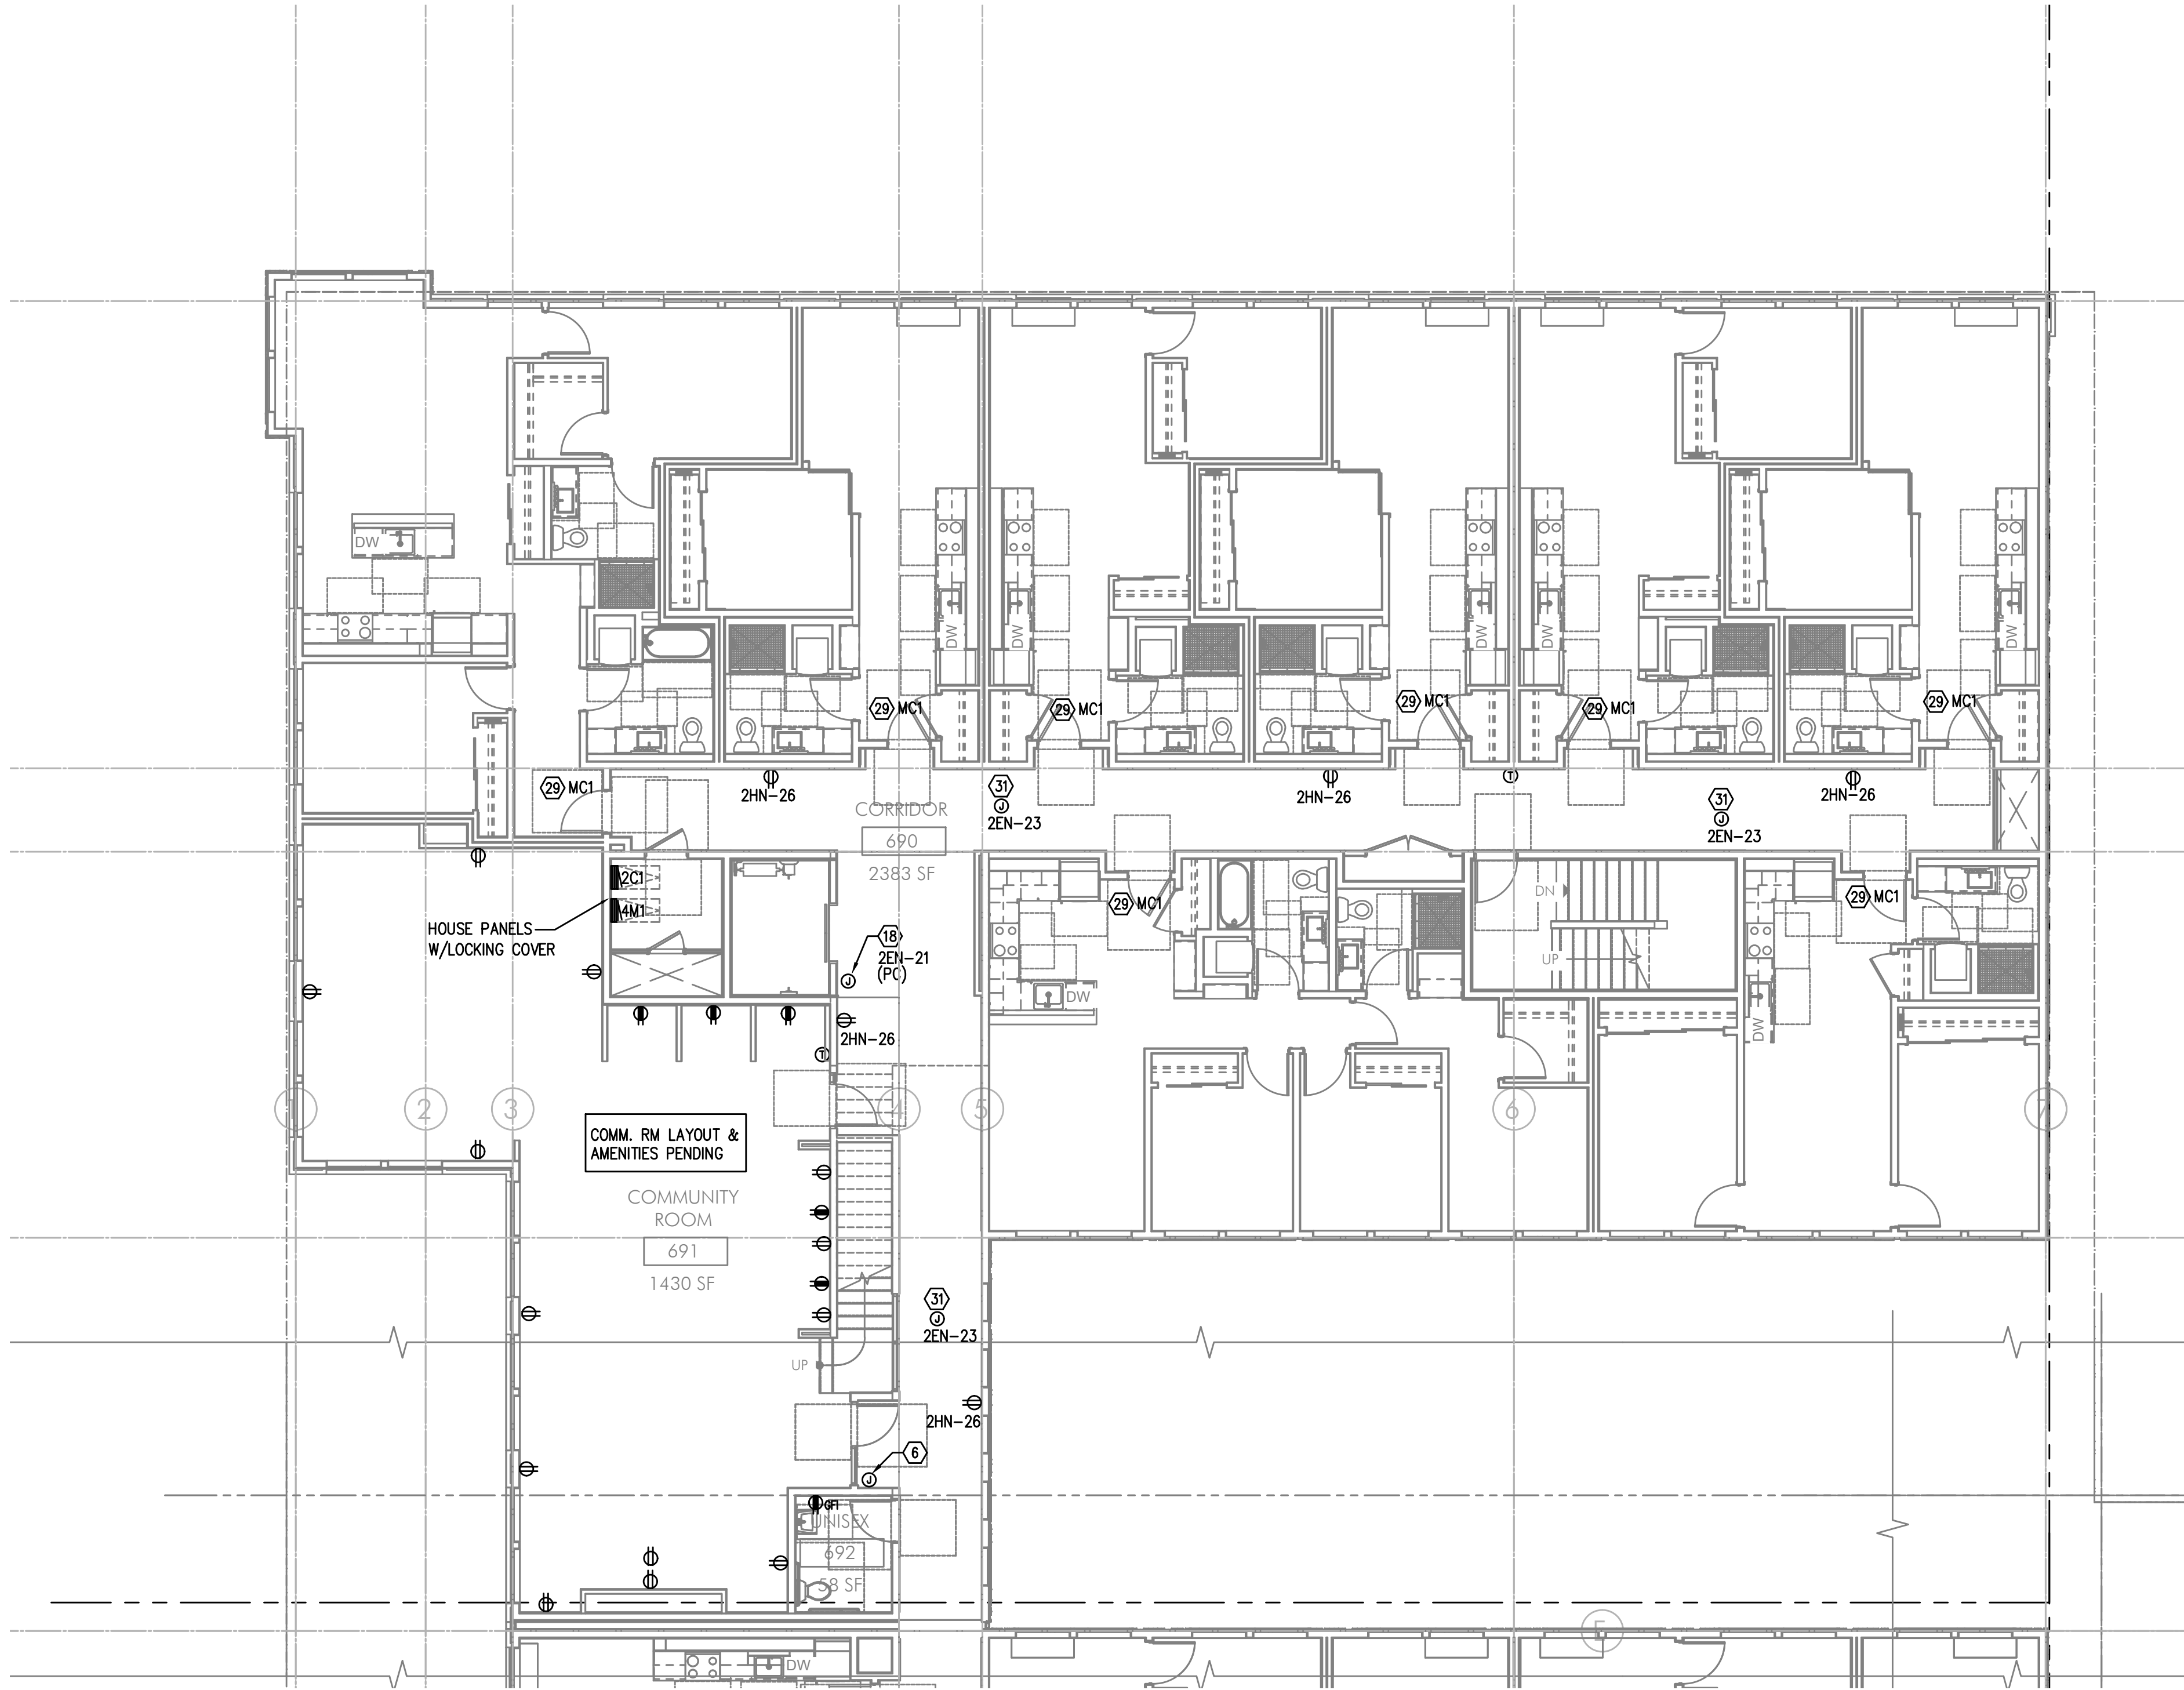 DW
DW
DW
DW
DW
DW
29 MC1
29 MC1
29 MC1
29 MC1
29 MC1
29 MC1
2HN-26
31
J
2EN-23
2HN-26
T
31
J
2EN-23
2HN-26
CORRIDOR
690
2383 SF
2C1
4M1
HOUSE PANELS
W/LOCKING COVER
18
2EN-21
(PC)
J
29 MC1
DN
UP
29 MC1
DW
DW
2HN-26
T
1
2
3
4
5
6
7
COMM. RM LAYOUT &
AMENITIES PENDING
COMMUNITY
ROOM
691
1430 SF
31
J
2EN-23
UP
2HN-26
6
J
GFI
UNISEX
692
58 SF
E
DW